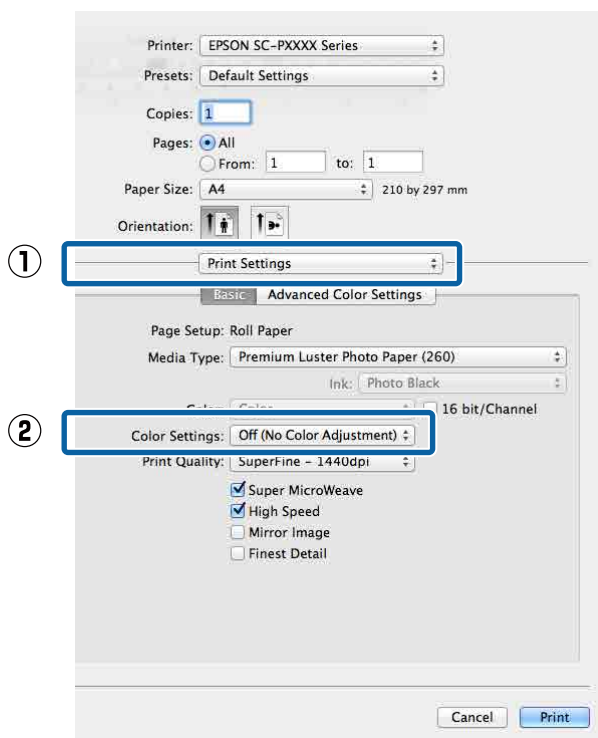 Printer: EPSON SC-PXXXX Series
Presets: Default Settings
Copies: 1
Pages: All
From: 1 to: 1
Paper Size: A4 210 by 297 mm
Orientation:
① Print Settings
Basic Advanced Color Settings
Page Setup: Roll Paper
Media Type: Premium Luster Photo Paper (260)
Ink: Photo Black
Color: Color 16 bit/Channel
② Color Settings: Off (No Color Adjustment)
Print Quality: SuperFine – 1440dpi
Super MicroWeave
High Speed
Mirror Image
Finest Detail
Cancel Print